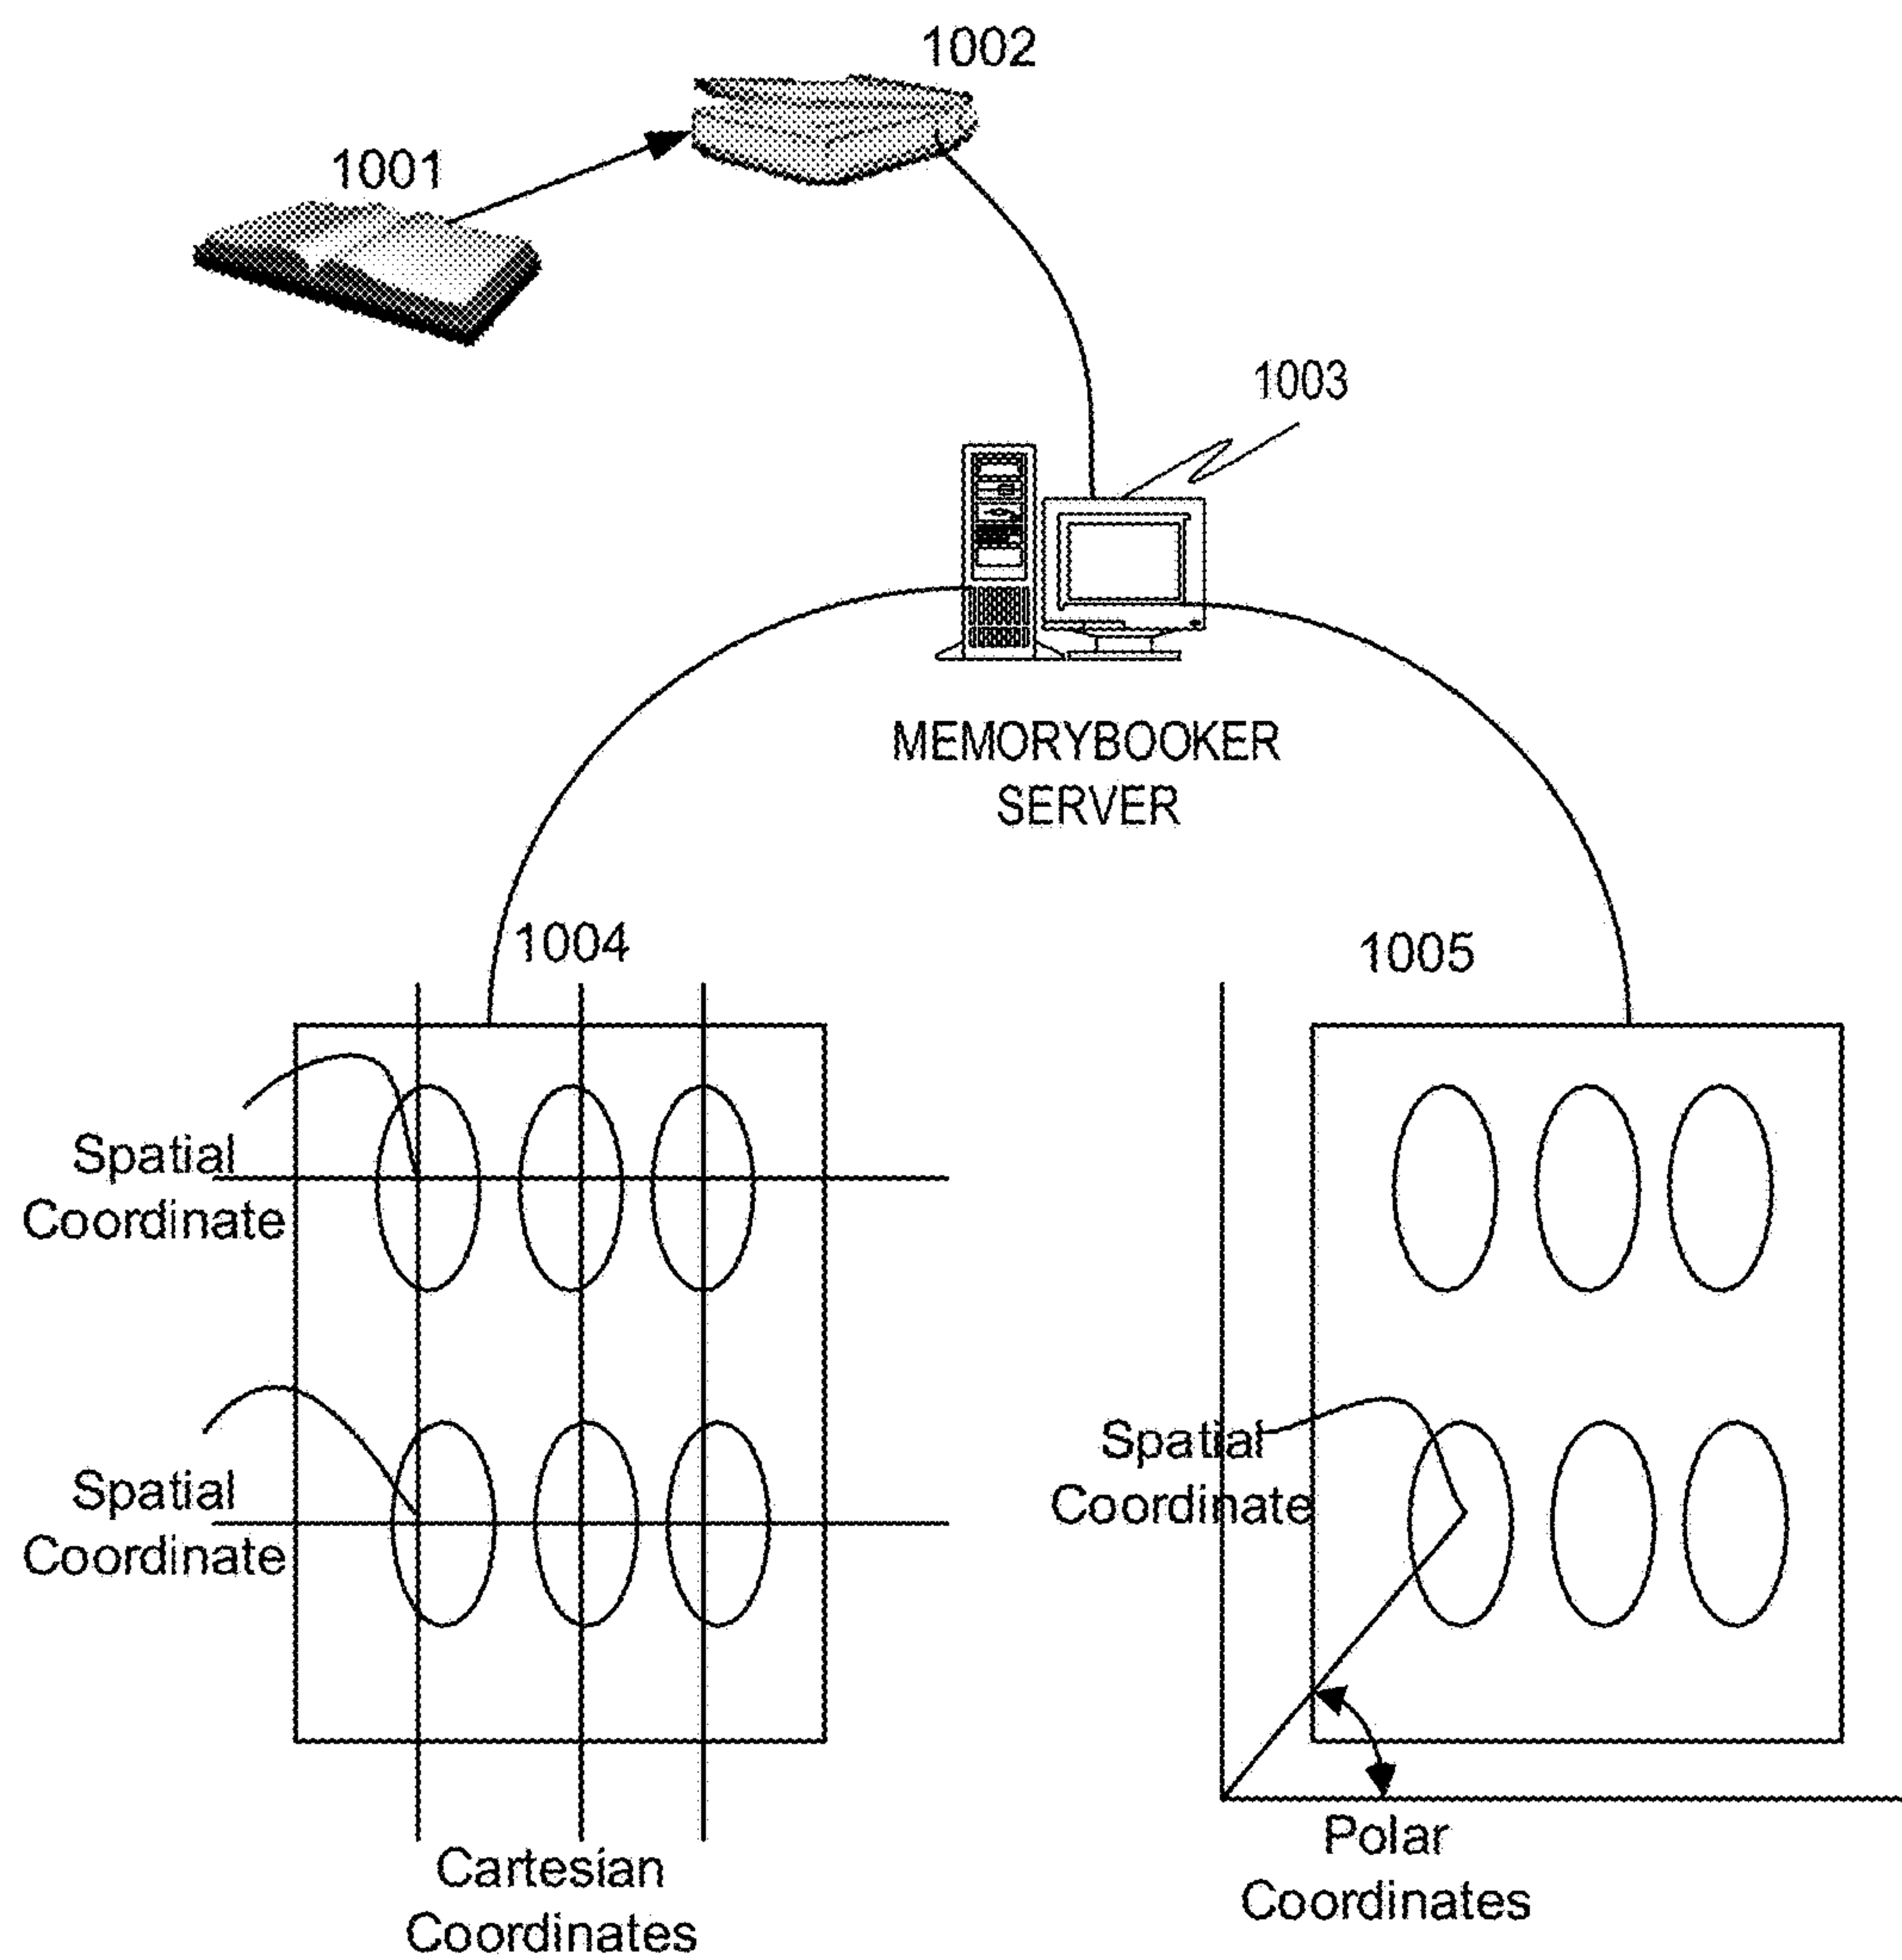 1002
1001
1003
MEMORYBOOKER
SERVER
1004
1005
Spatial
Coordinate
Spatial
Coordinate
Spatial
Coordinate
Cartesian
Coordinates
Polar
Coordinates